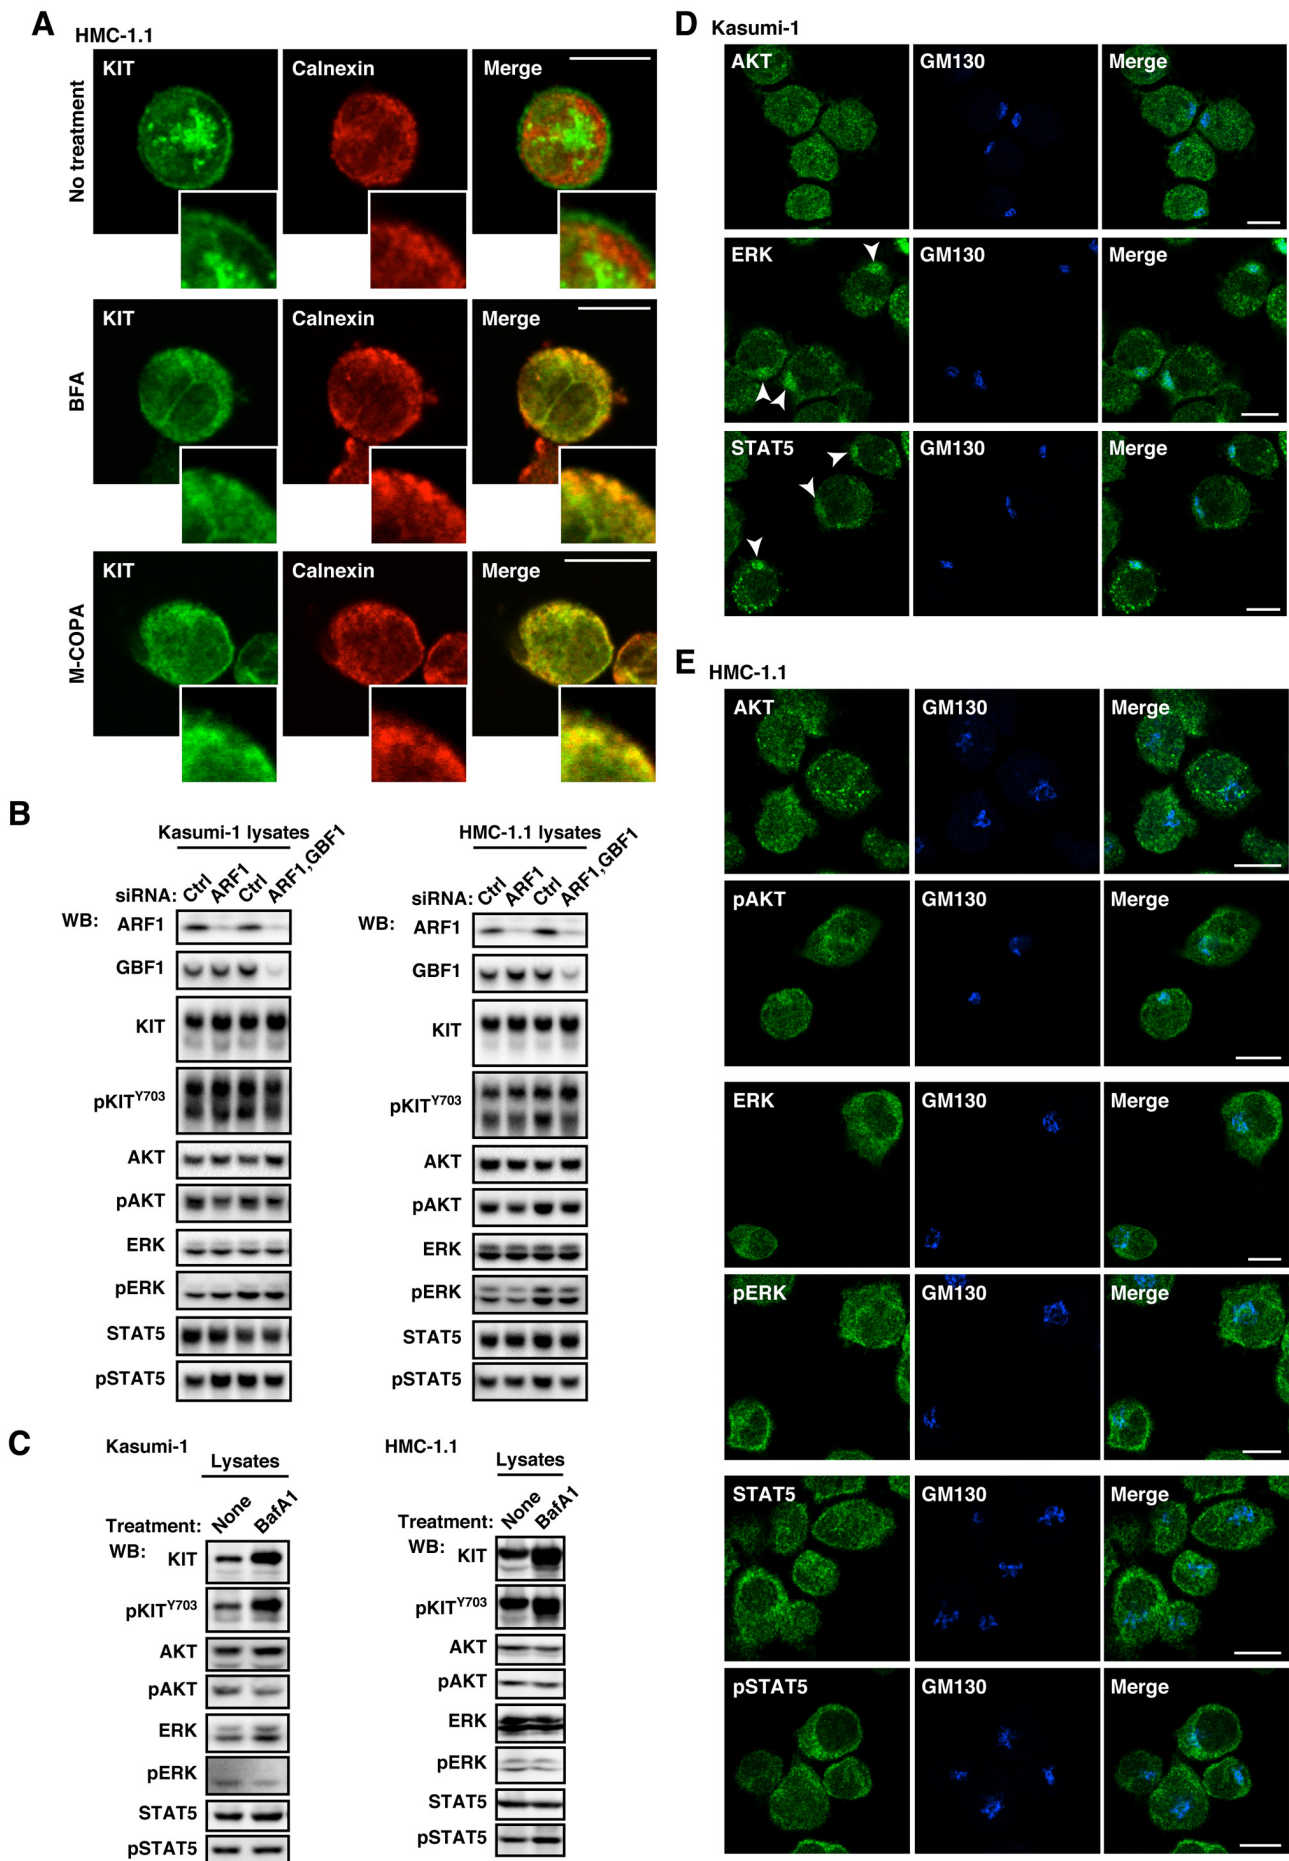 A
HMC-1.1
No treatment
KIT
Calnexin
Merge
BFA
KIT
Calnexin
Merge
M-COPA
KIT
Calnexin
Merge
B
Kasumi-1 lysates
siRNA: Ctrl ARF1 Ctrl ARF1,GBF1
WB: ARF1
GBF1
KIT
pKITY703
AKT
pAKT
ERK
pERK
STAT5
pSTAT5
HMC-1.1 lysates
siRNA: Ctrl ARF1 Ctrl ARF1,GBF1
WB: ARF1
GBF1
KIT
pKITY703
AKT
pAKT
ERK
pERK
STAT5
pSTAT5
C
Kasumi-1
Lysates
Treatment: None BafA1
WB: KIT
pKITY703
AKT
pAKT
ERK
pERK
STAT5
pSTAT5
HMC-1.1
Lysates
Treatment: None BafA1
WB: KIT
pKITY703
AKT
pAKT
ERK
pERK
STAT5
pSTAT5
D
Kasumi-1
AKT
GM130
Merge
ERK
GM130
Merge
STAT5
GM130
Merge
E
HMC-1.1
AKT
GM130
Merge
pAKT
GM130
Merge
ERK
GM130
Merge
pERK
GM130
Merge
STAT5
GM130
Merge
pSTAT5
GM130
Merge